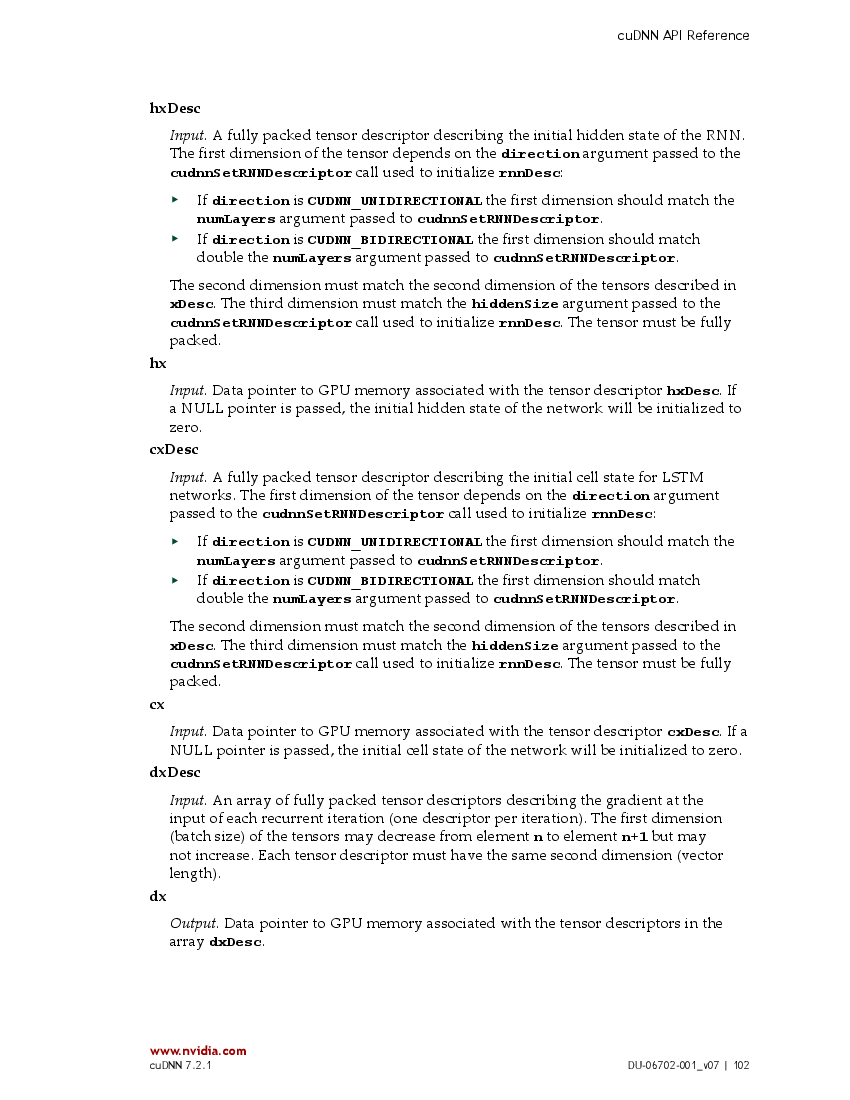 cuDNN API Reference
hxDesc
Input. A fully packed tensor descriptor describing the initial hidden state of the RNN.
The first dimension of the tensor depends on the direction argument passed to the
cudnnSetRNNDescriptor call used to initialize rnnDesc:
▸ If direction is CUDNN_UNIDIRECTIONAL the first dimension should match the
numLayers argument passed to cudnnSetRNNDescriptor.
▸ If direction is CUDNN_BIDIRECTIONAL the first dimension should match
double the numLayers argument passed to cudnnSetRNNDescriptor.
The second dimension must match the second dimension of the tensors described in
xDesc. The third dimension must match the hiddenSize argument passed to the
cudnnSetRNNDescriptor call used to initialize rnnDesc. The tensor must be fully
packed.
hx
Input. Data pointer to GPU memory associated with the tensor descriptor hxDesc. If
a NULL pointer is passed, the initial hidden state of the network will be initialized to
zero.
cxDesc
Input. A fully packed tensor descriptor describing the initial cell state for LSTM
networks. The first dimension of the tensor depends on the direction argument
passed to the cudnnSetRNNDescriptor call used to initialize rnnDesc:
▸ If direction is CUDNN_UNIDIRECTIONAL the first dimension should match the
numLayers argument passed to cudnnSetRNNDescriptor.
▸ If direction is CUDNN_BIDIRECTIONAL the first dimension should match
double the numLayers argument passed to cudnnSetRNNDescriptor.
The second dimension must match the second dimension of the tensors described in
xDesc. The third dimension must match the hiddenSize argument passed to the
cudnnSetRNNDescriptor call used to initialize rnnDesc. The tensor must be fully
packed.
cx
Input. Data pointer to GPU memory associated with the tensor descriptor cxDesc. If a
NULL pointer is passed, the initial cell state of the network will be initialized to zero.
dxDesc
Input. An array of fully packed tensor descriptors describing the gradient at the
input of each recurrent iteration (one descriptor per iteration). The first dimension
(batch size) of the tensors may decrease from element n to element n+1 but may
not increase. Each tensor descriptor must have the same second dimension (vector
length).
dx
Output. Data pointer to GPU memory associated with the tensor descriptors in the
array dxDesc.
www.nvidia.com
cuDNN 7.2.1 DU-06702-001_v07 | 102